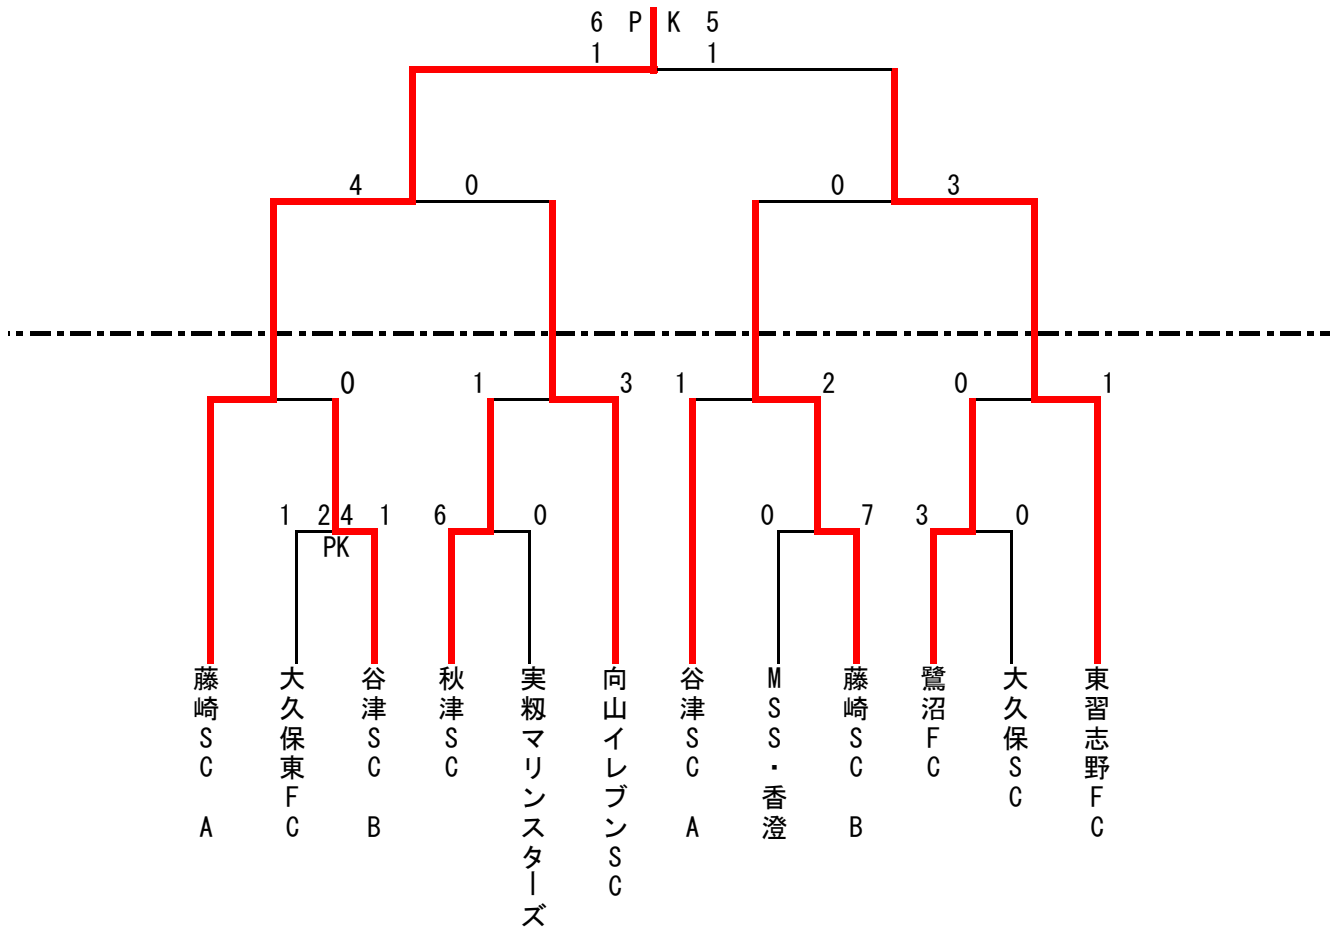 6 P K 5
1 1
4 0 0 3
0 1 3 1 2 0 1
1 2 4 1 6 0 0 7 3 0
PK
藤崎SC A
大久保東FC
谷津SC B
秋津SC
実籾マリンスターズ
向山イレブンSC
谷津SC A
MSS・香澄
藤崎SC B
鷺沼FC
大久保SC
東習志野FC